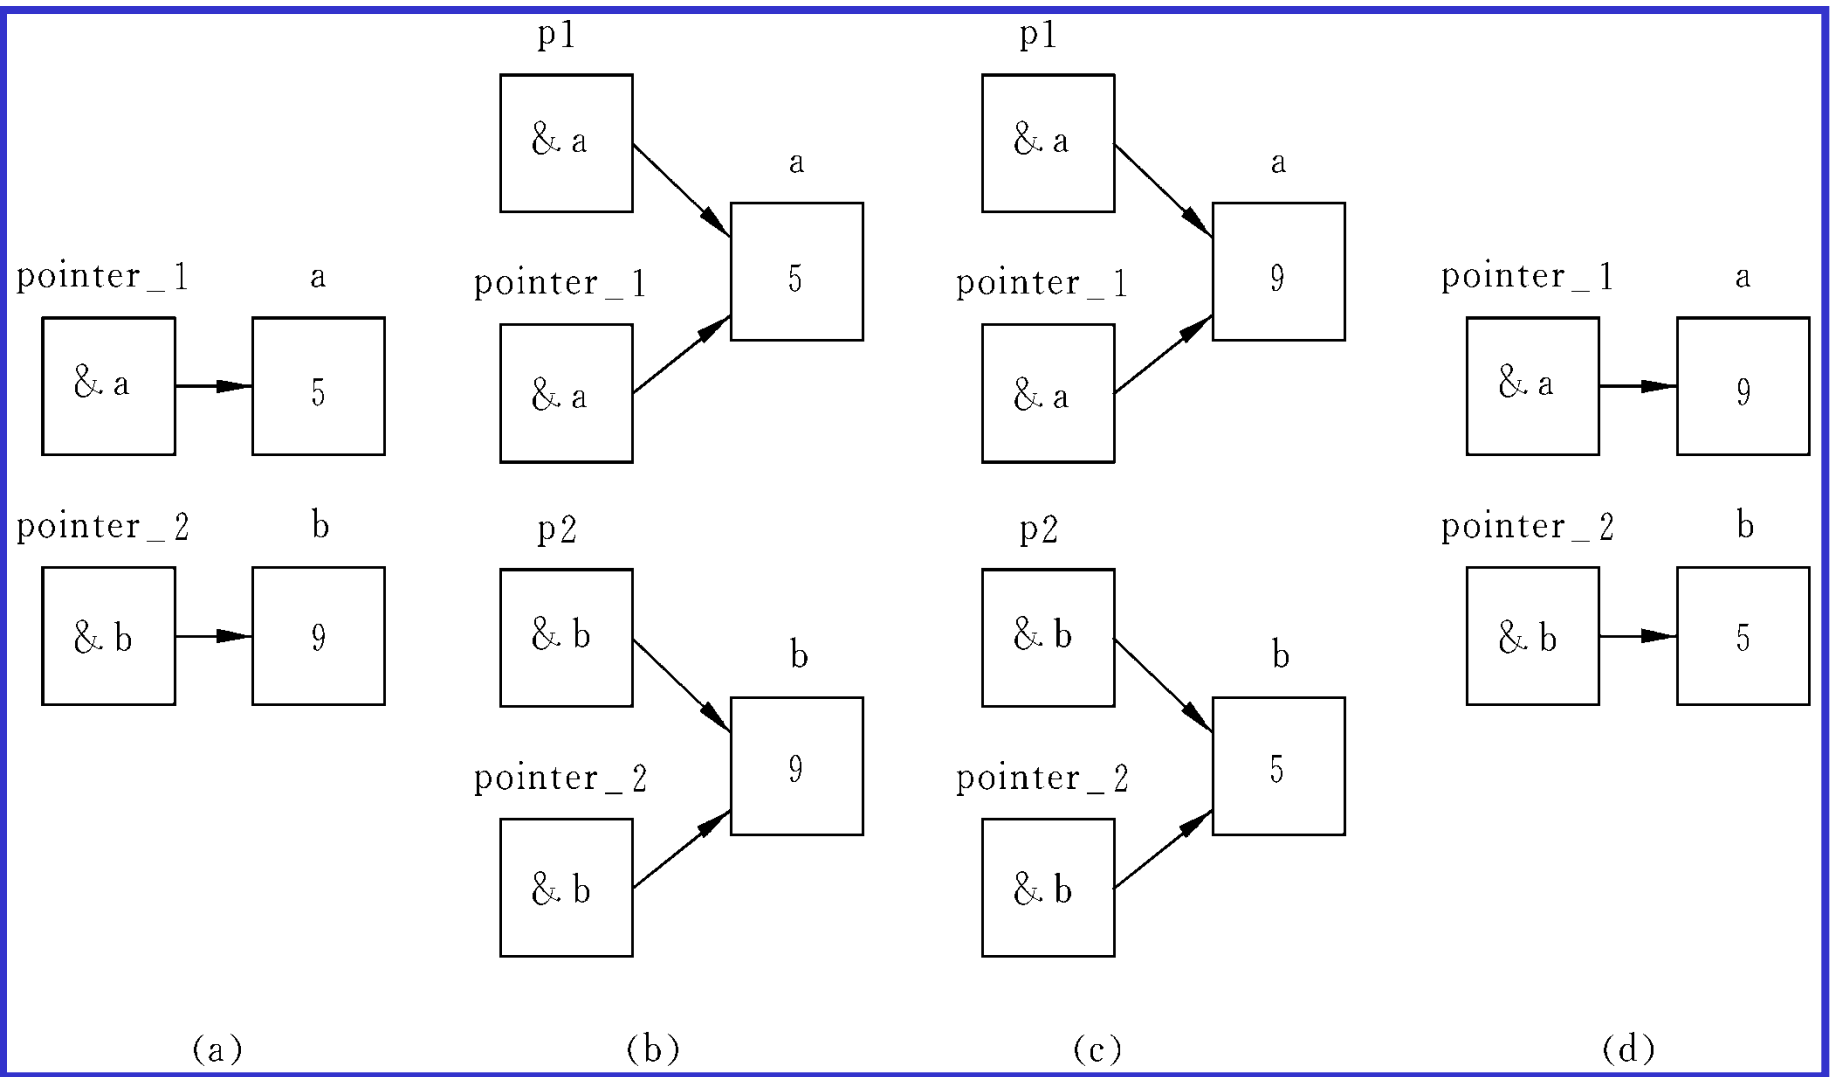 pointer_1 a
&a 5
pointer_2 b
&b 9
(a)
p1
&a
a
pointer_1 5
&a
p2
&b
b
pointer_2 9
&b
(b)
p1
&a
a
pointer_1 9
&a
p2
&b
b
pointer_2 5
&b
(c)
pointer_1 a
&a 9
pointer_2 b
&b 5
(d)